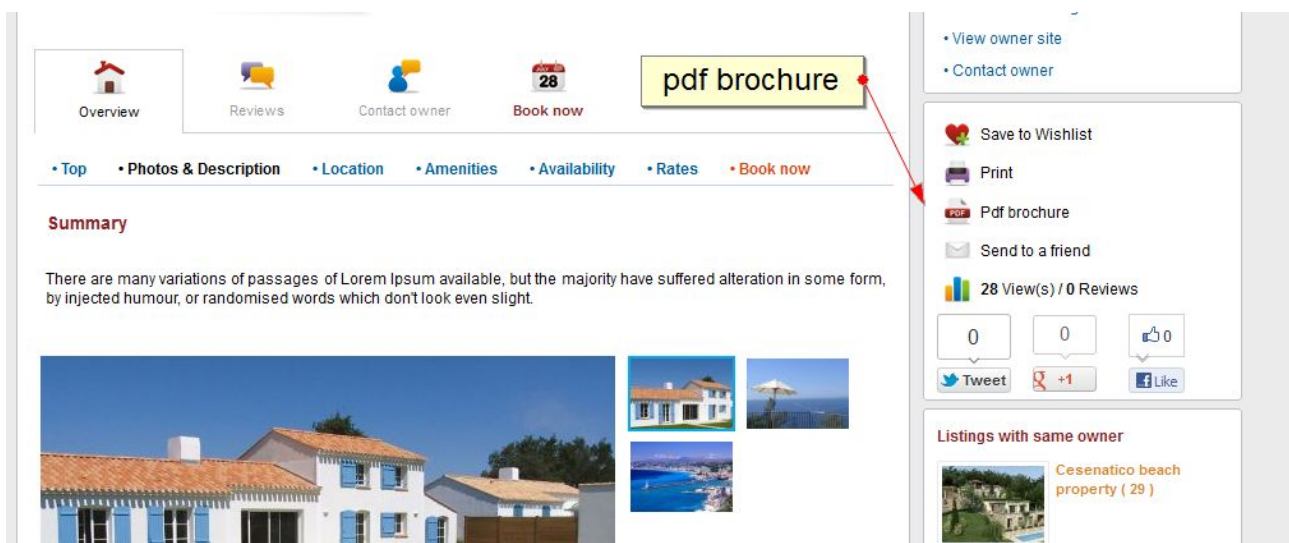 • View owner site
• Contact owner
Overview
Reviews
Contact owner
28
Book now
pdf brochure
• Top • Photos & Description • Location • Amenities • Availability • Rates • Book now
Summary
There are many variations of passages of Lorem Ipsum available, but the majority have suffered alteration in some form,
by injected humour, or randomised words which don't look even slight.
Save to Wishlist
Print
PDF Pdf brochure
Send to a friend
28 View(s) / 0 Reviews
0 0 0
Tweet g +1 f Like
Listings with same owner
Cesenatico beach
property ( 29 )